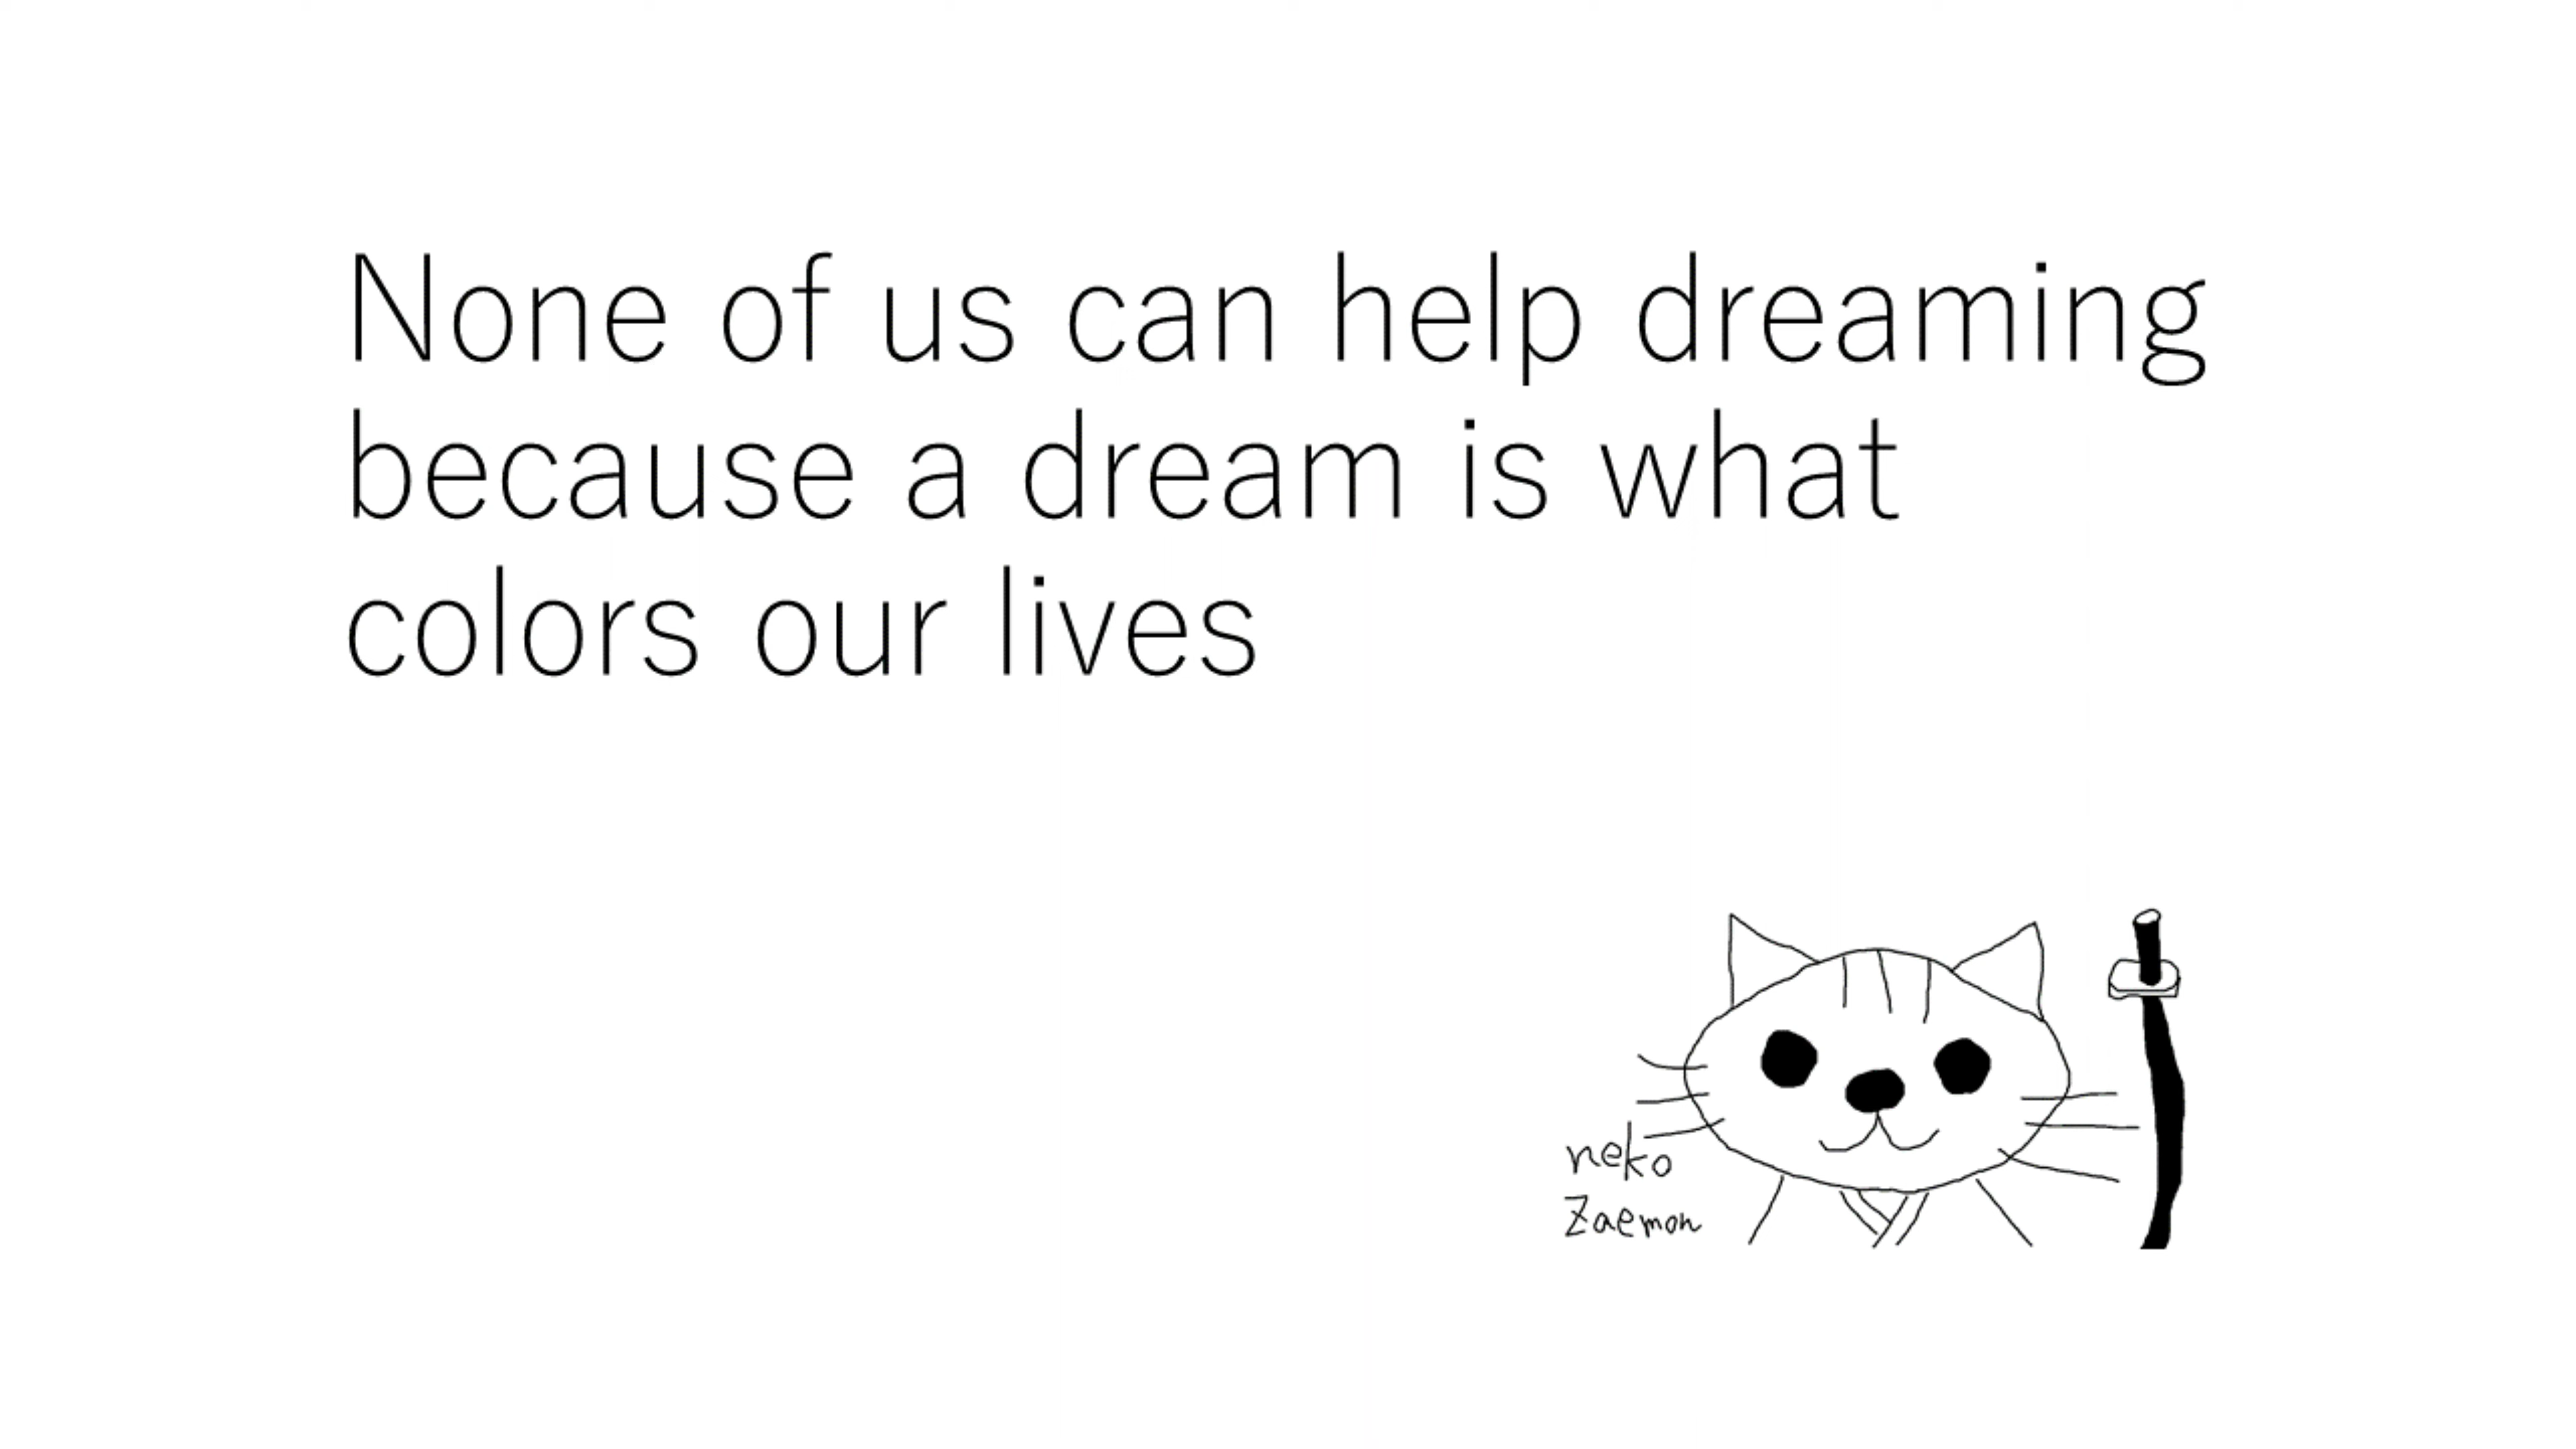 None of us can help dreaming
because a dream is what
colors our lives
neko
zaemon